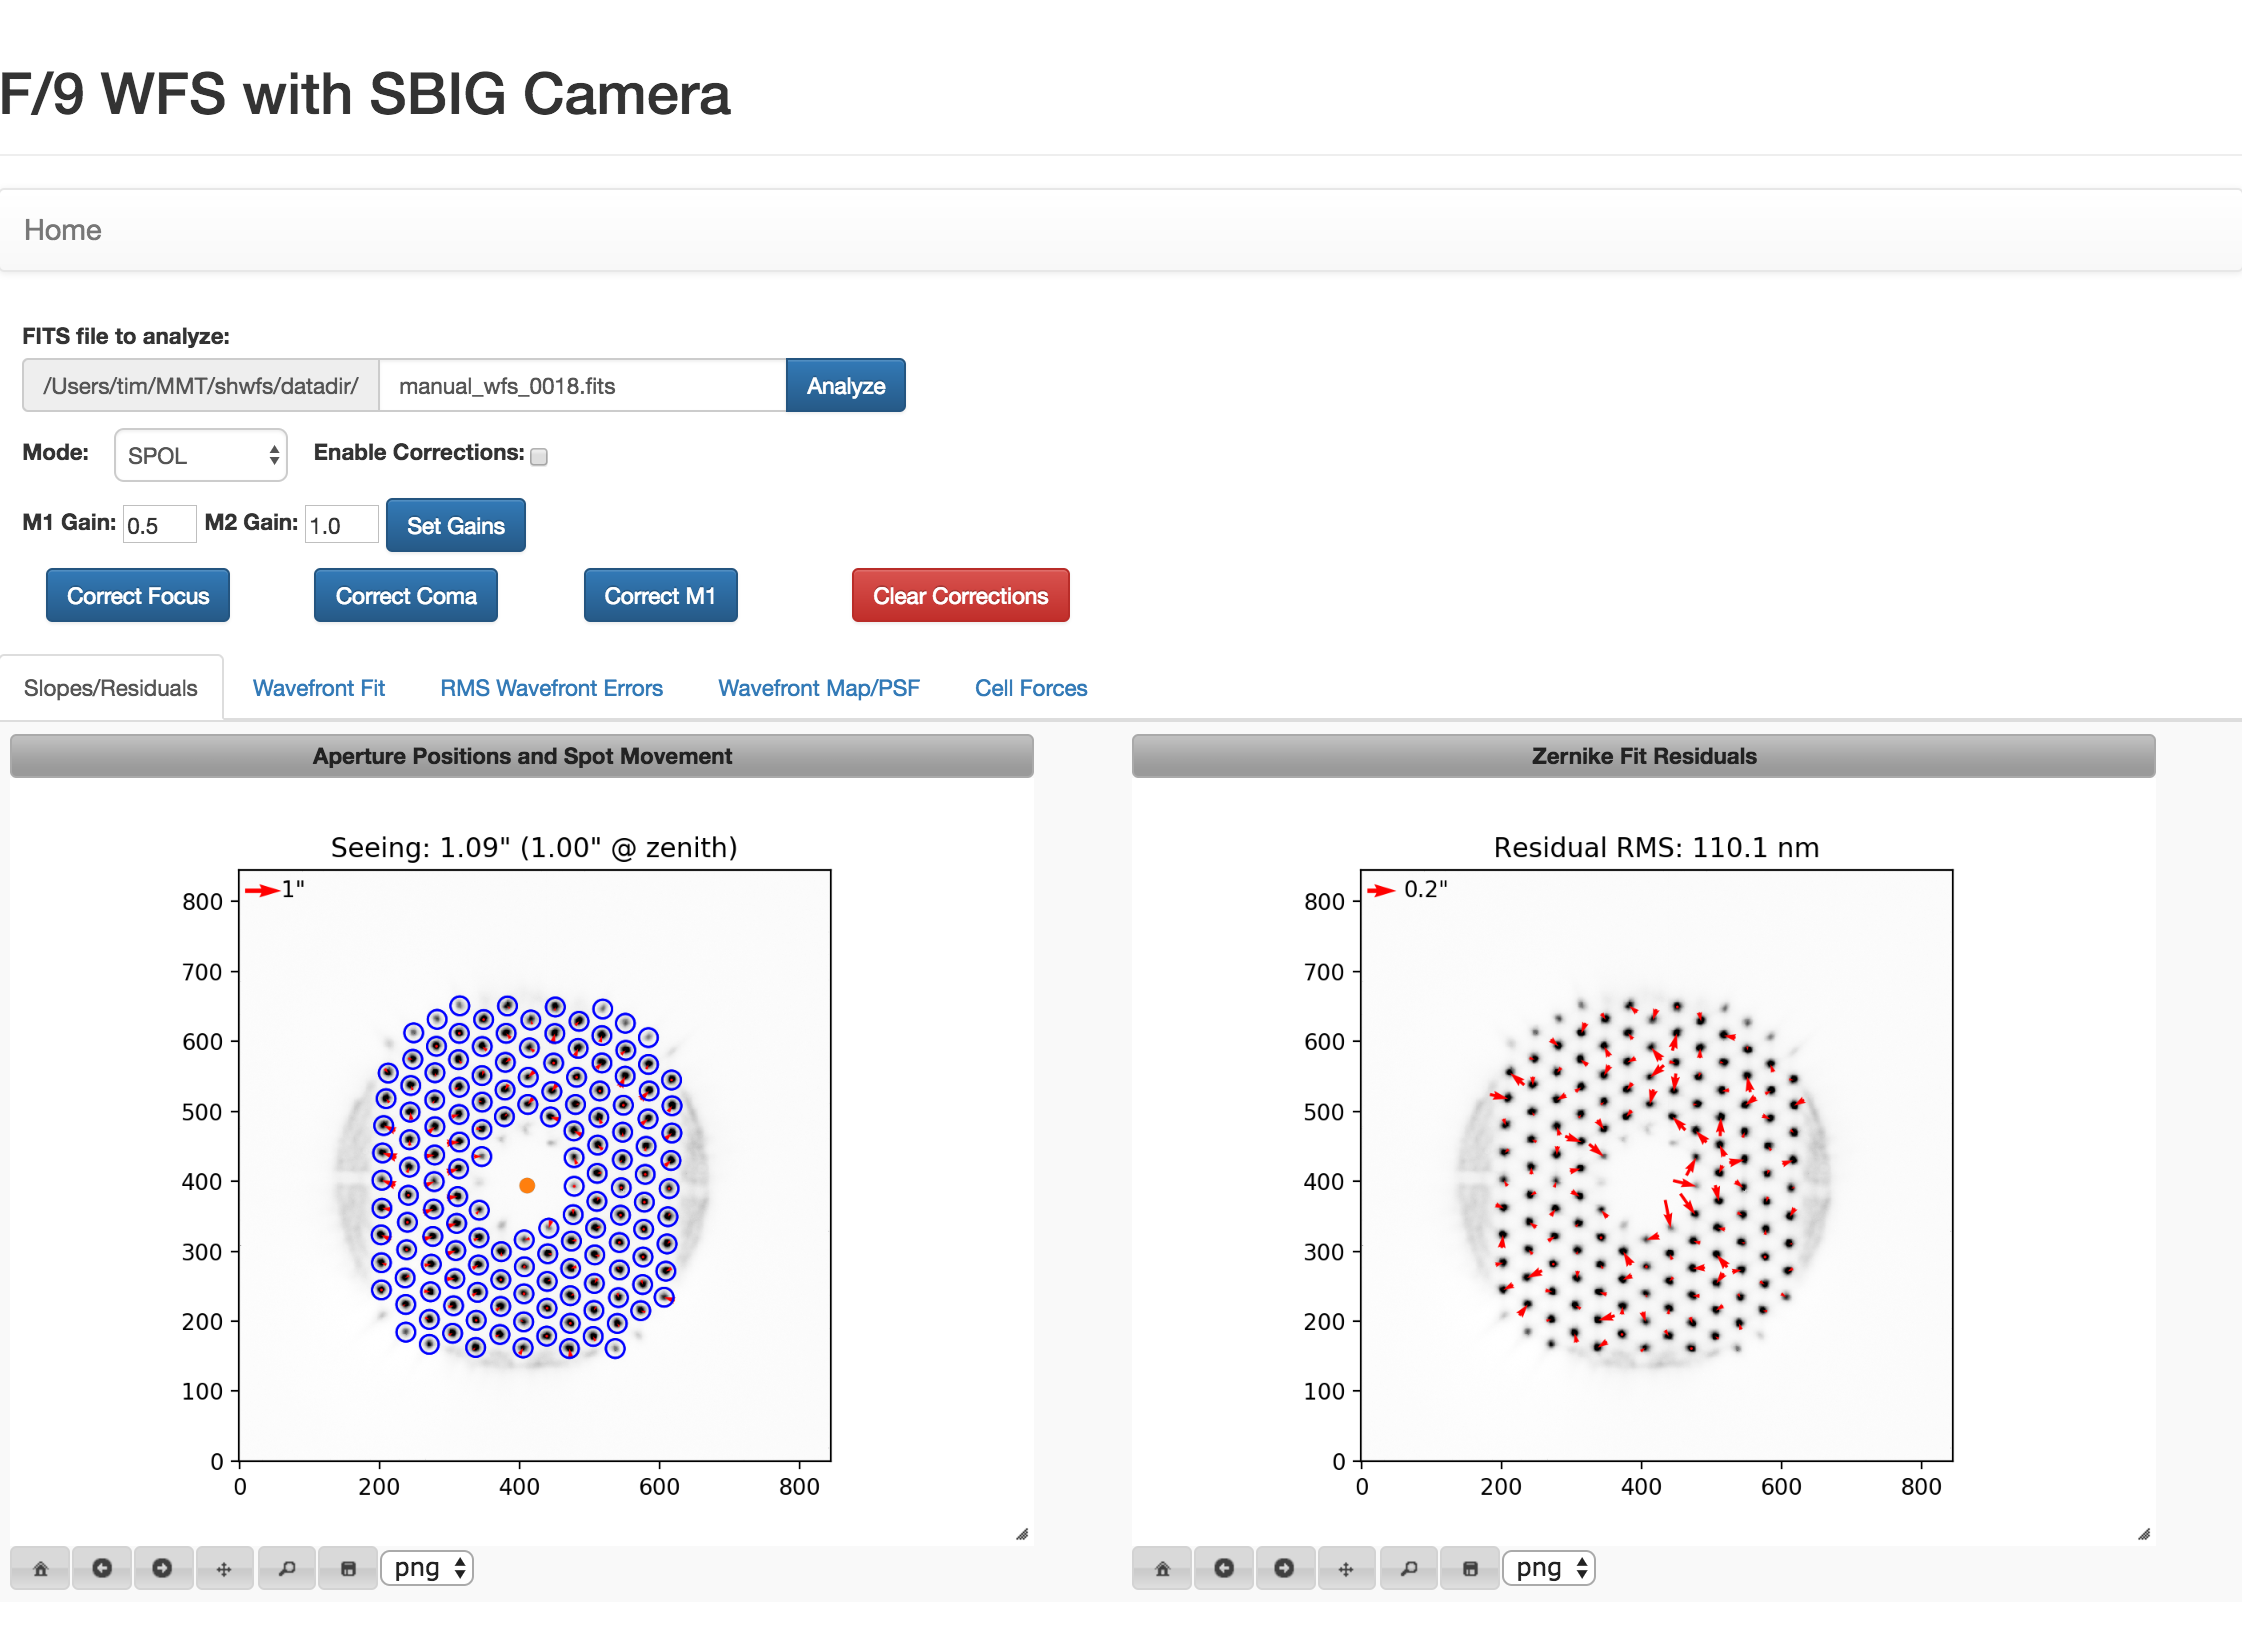 F/9 WFS with SBIG Camera
Home
FITS file to analyze:
/Users/tim/MMT/shwfs/datadir/ manual_wfs_0018.fits Analyze
Mode: SPOL Enable Corrections:
M1 Gain: 0.5 M2 Gain: 1.0 Set Gains
Correct Focus Correct Coma Correct M1 Clear Corrections
Slopes/Residuals Wavefront Fit RMS Wavefront Errors Wavefront Map/PSF Cell Forces
Aperture Positions and Spot Movement
Seeing: 1.09" (1.00" @ zenith)
1"
800
700
600
500
400
300
200
100
0
0 200 400 600 800
png
Zernike Fit Residuals
Residual RMS: 110.1 nm
0.2"
800
700
600
500
400
300
200
100
0
0 200 400 600 800
png